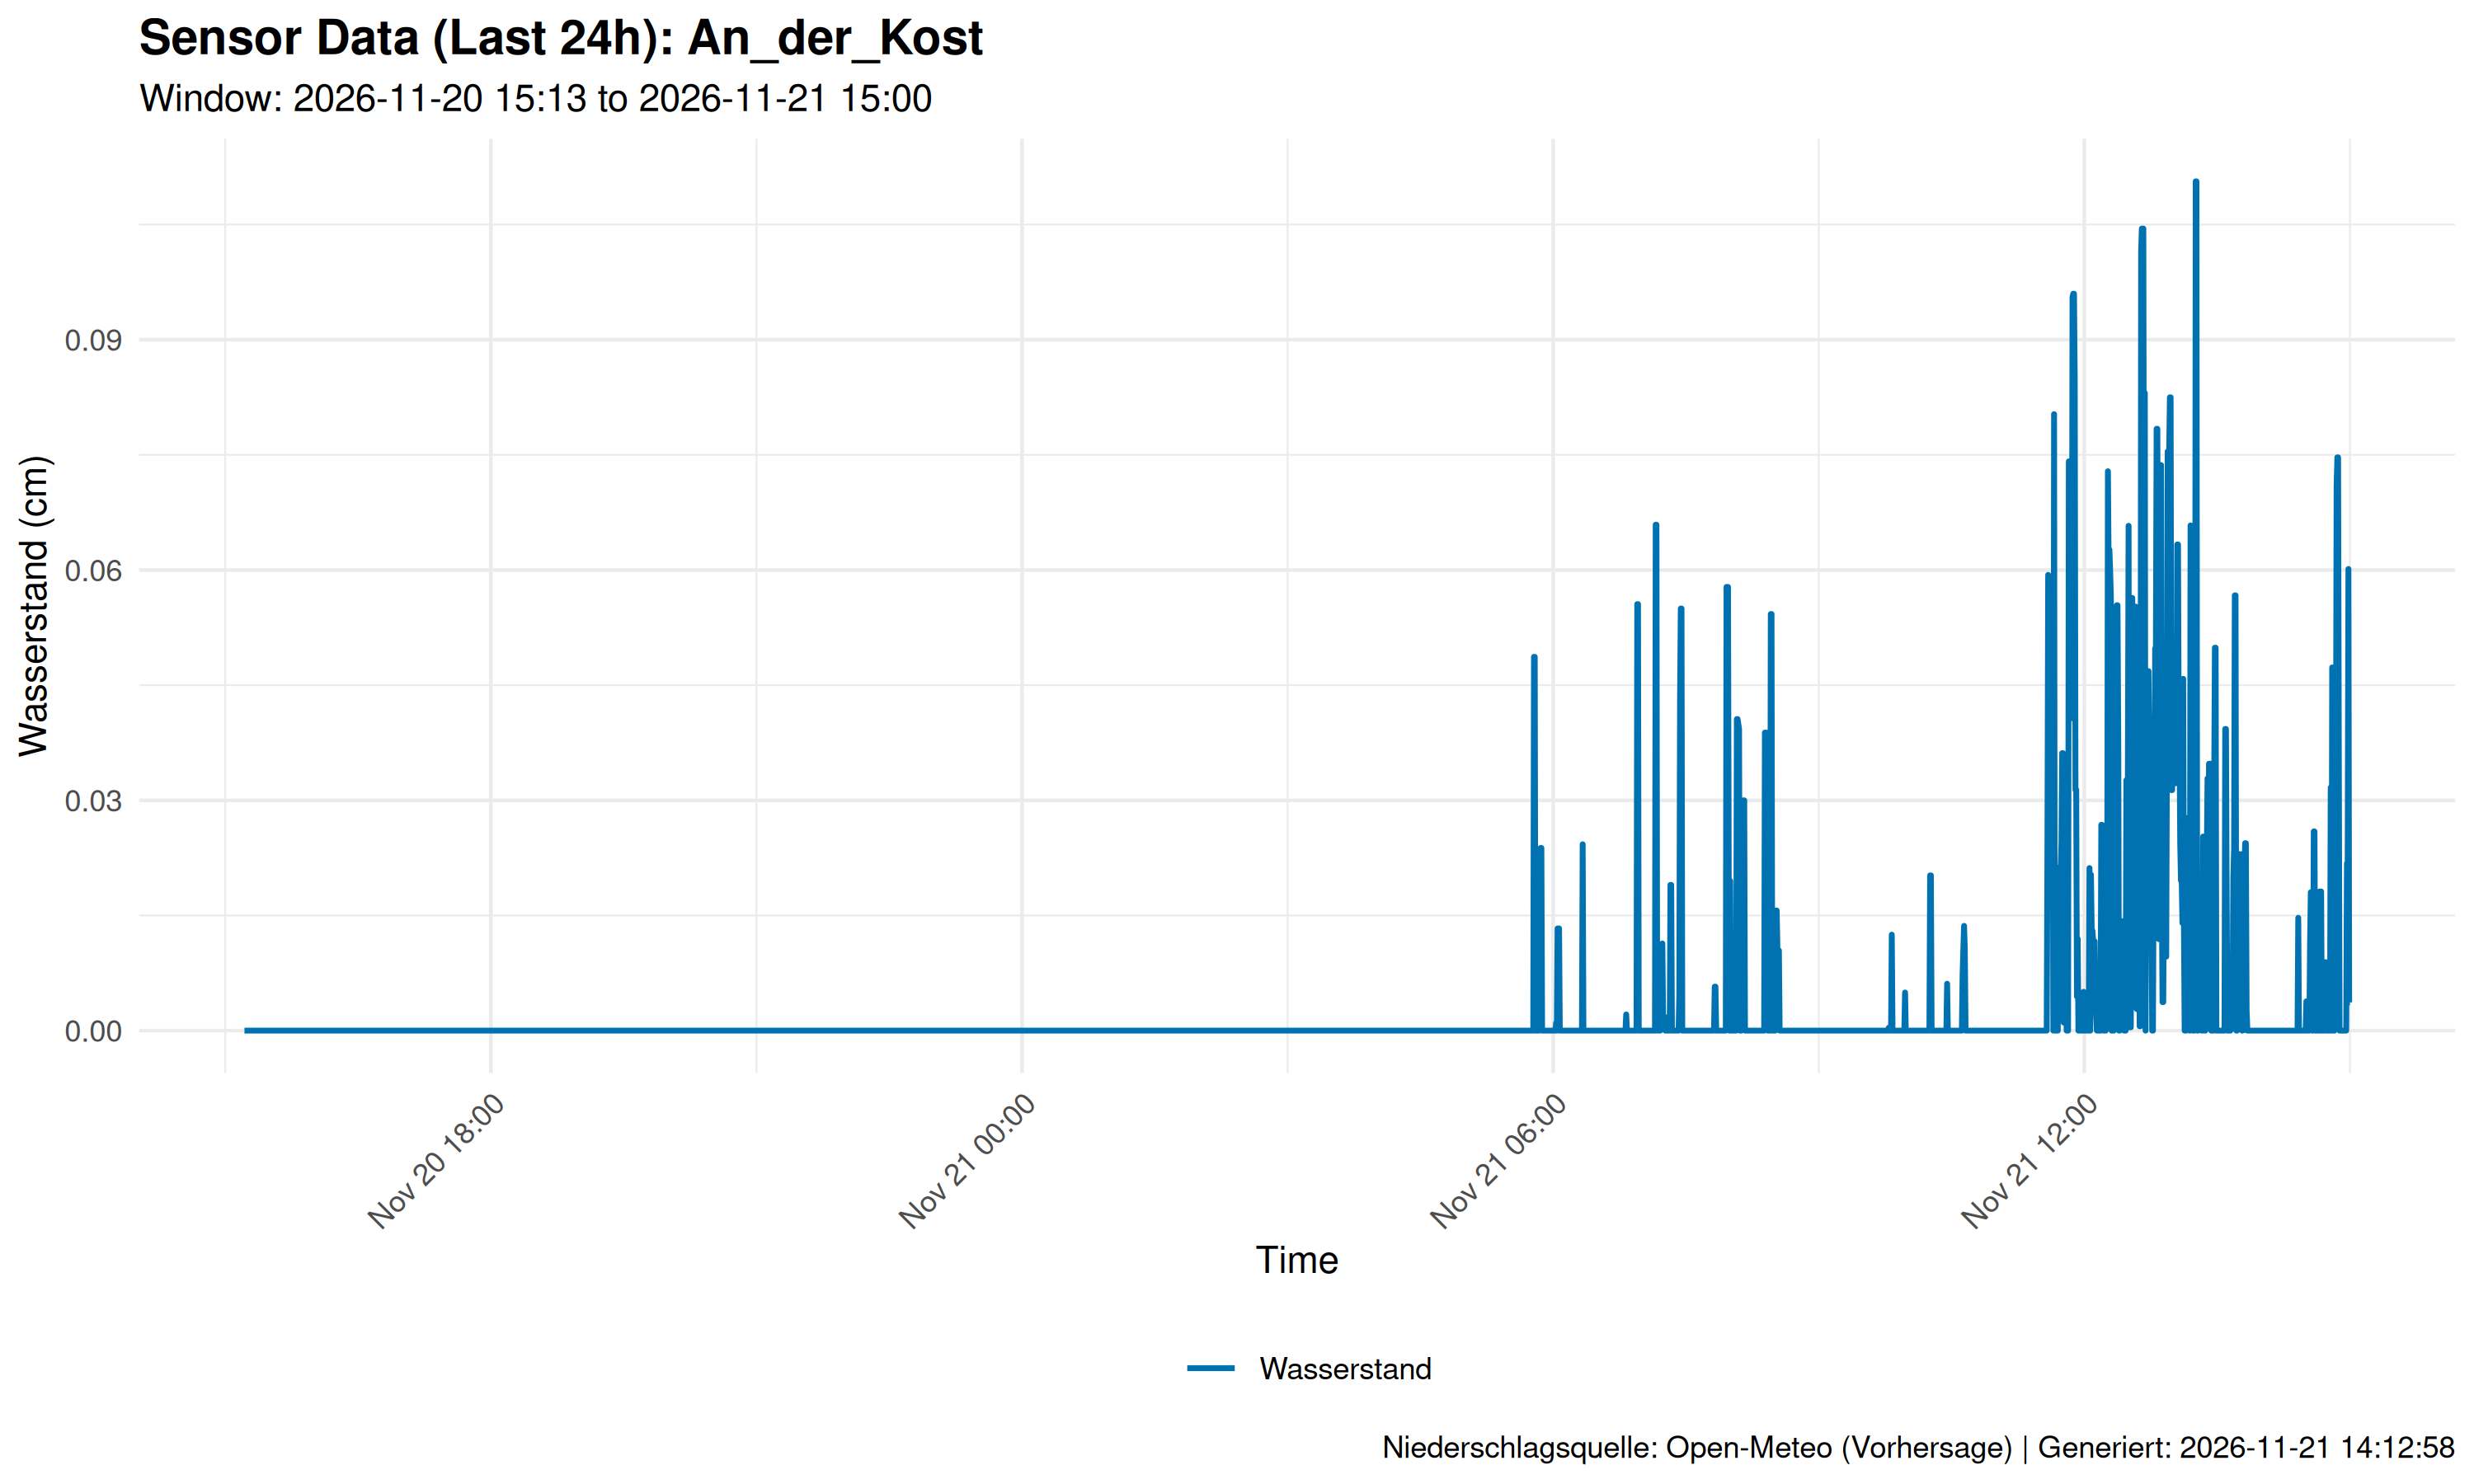 Sensor Data (Last 24h): An_der_Kost
Window: 2026-11-20 15:13 to 2026-11-21 15:00
Wasserstand (cm)
0.09
0.06
0.03
0.00
Nov 20 18:00
Nov 21 00:00
Nov 21 06:00
Nov 21 12:00
Time
Wasserstand
Niederschlagsquelle: Open-Meteo (Vorhersage) | Generiert: 2026-11-21 14:12:58